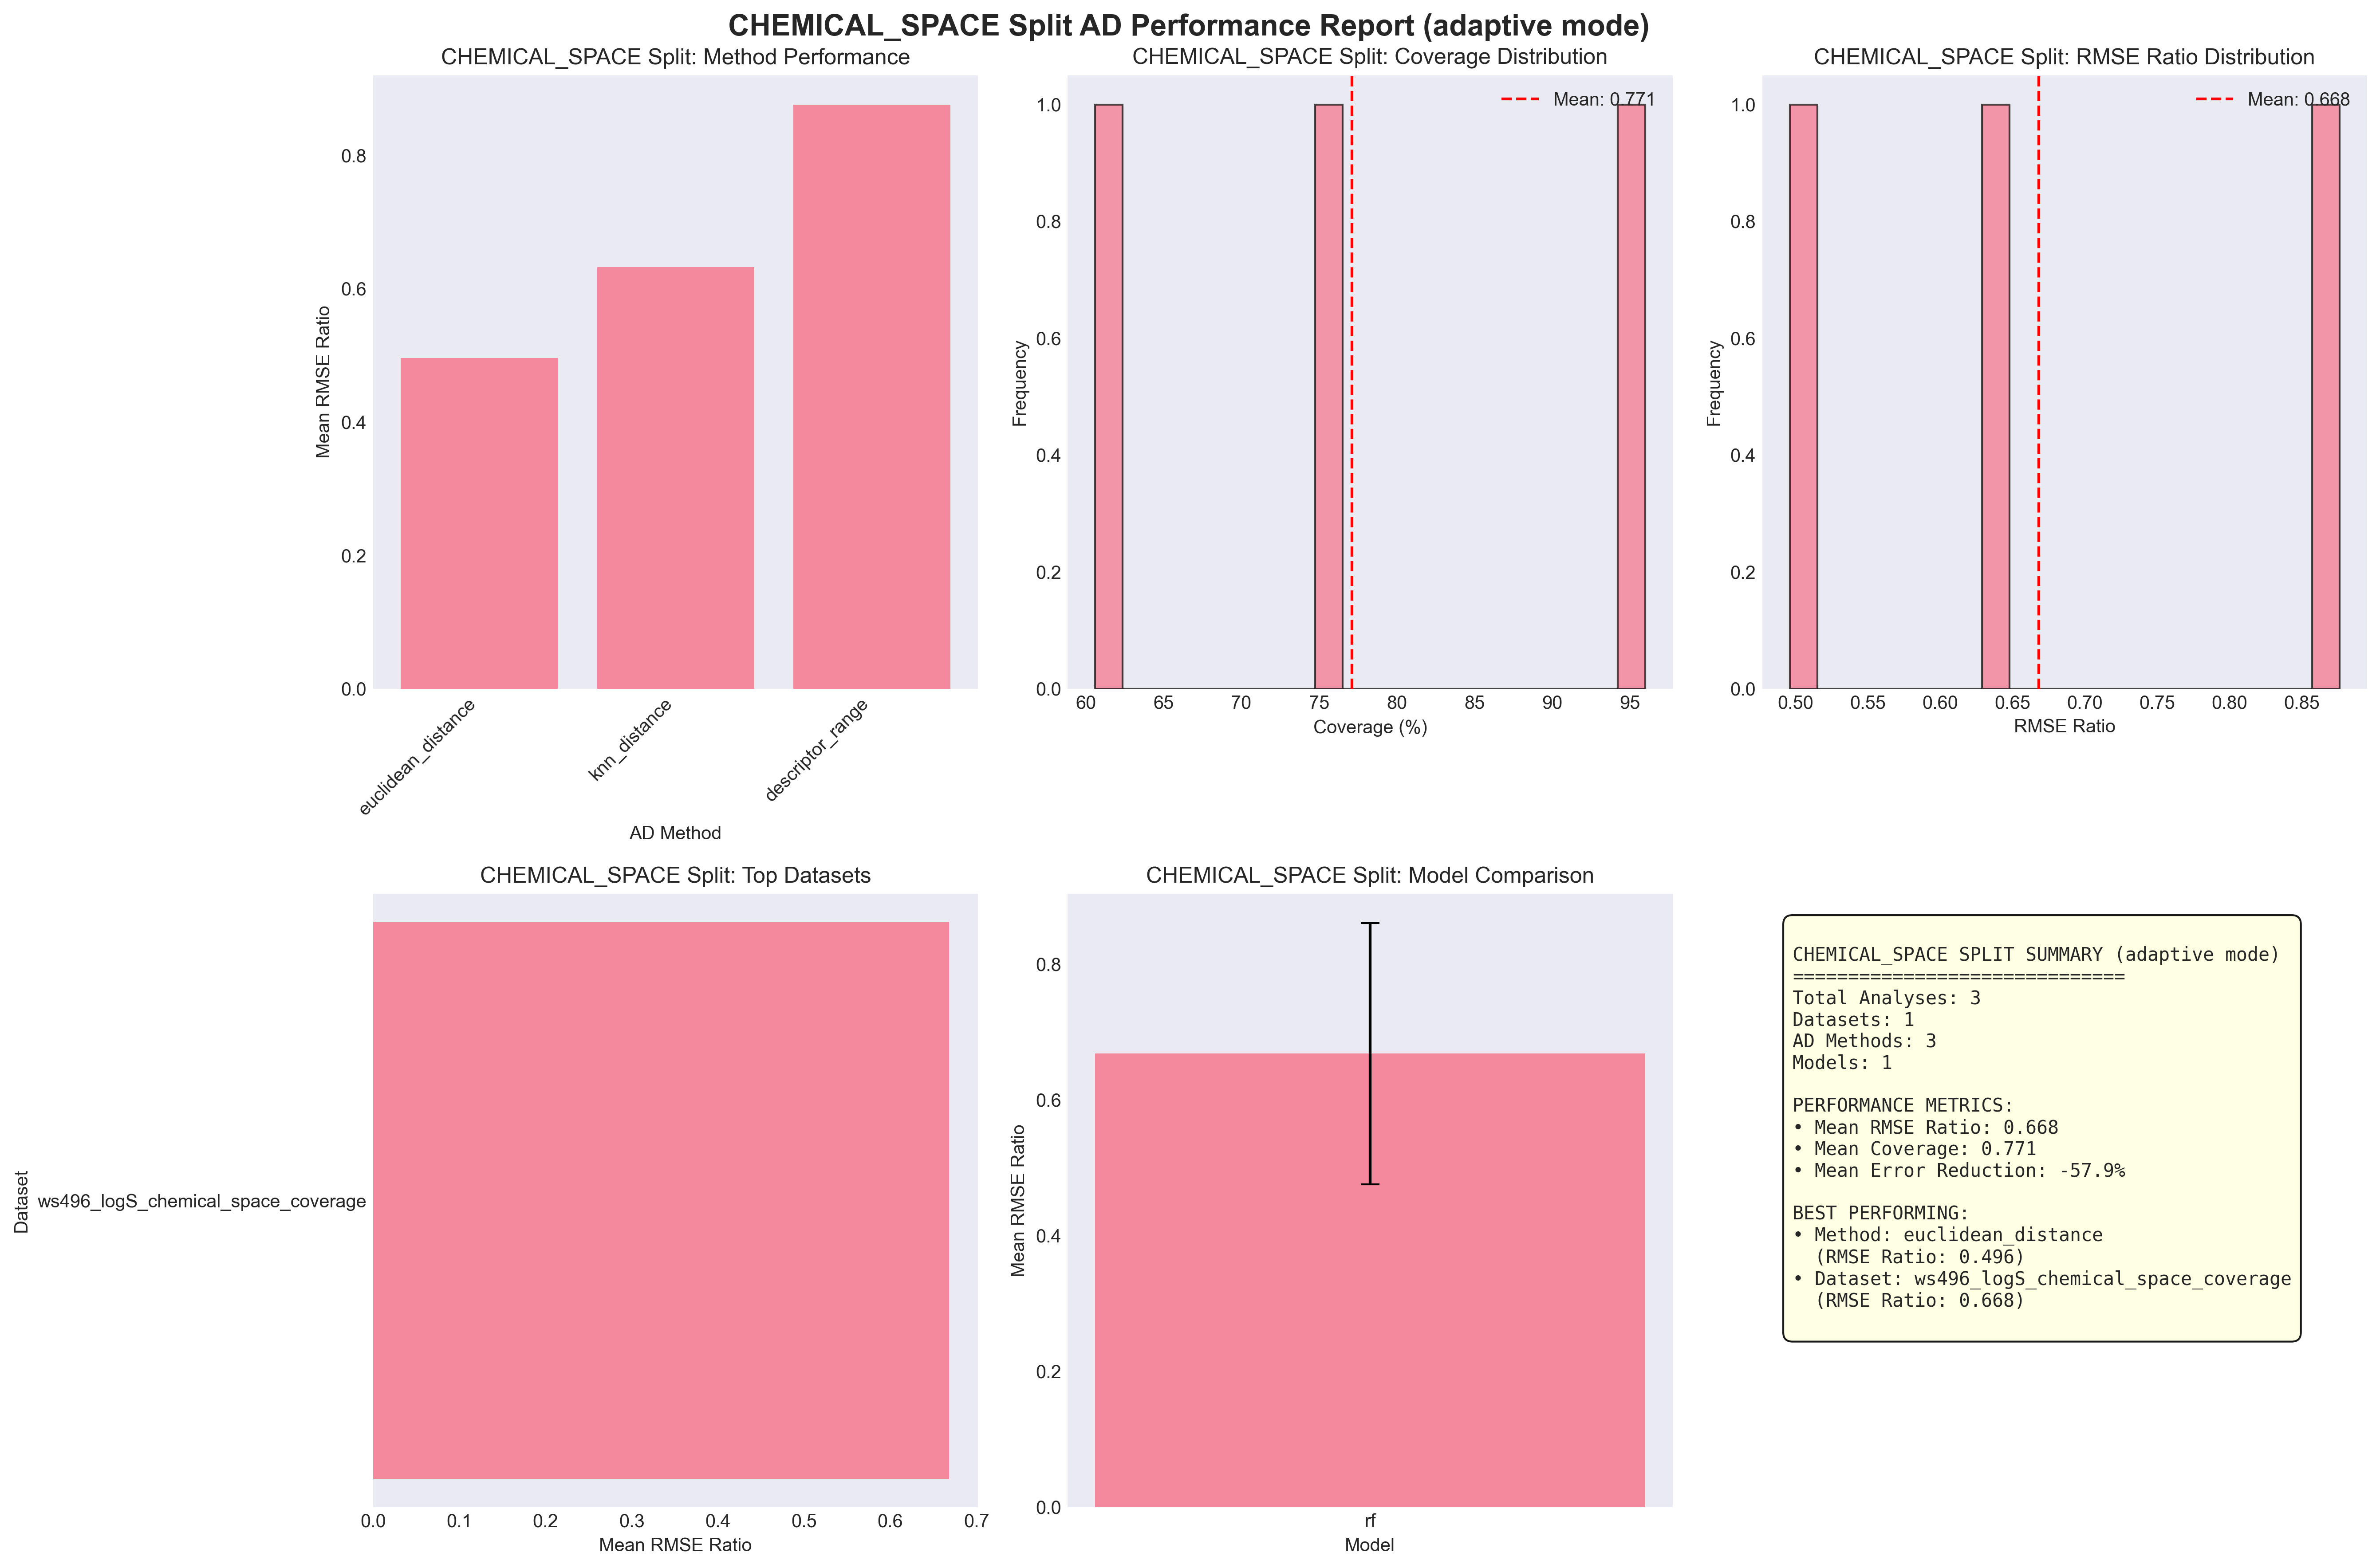 CHEMICAL_SPACE Split AD Performance Report (adaptive mode)
CHEMICAL_SPACE Split: Method Performance
Mean RMSE Ratio
0.8
0.6
0.4
0.2
0.0
euclidean_distance
knn_distance
descriptor_range
AD Method
CHEMICAL_SPACE Split: Coverage Distribution
Mean: 0.771
Frequency
1.0
0.8
0.6
0.4
0.2
0.0
60 65 70 75 80 85 90 95
Coverage (%)
CHEMICAL_SPACE Split: RMSE Ratio Distribution
Mean: 0.668
Frequency
1.0
0.8
0.6
0.4
0.2
0.0
0.50 0.55 0.60 0.65 0.70 0.75 0.80 0.85
RMSE Ratio
CHEMICAL_SPACE Split: Top Datasets
Dataset
ws496_logS_chemical_space_coverage
0.0 0.1 0.2 0.3 0.4 0.5 0.6 0.7
Mean RMSE Ratio
CHEMICAL_SPACE Split: Model Comparison
Mean RMSE Ratio
0.8
0.6
0.4
0.2
0.0
rf
Model
CHEMICAL_SPACE SPLIT SUMMARY (adaptive mode)
==============================
Total Analyses: 3
Datasets: 1
AD Methods: 3
Models: 1
PERFORMANCE METRICS:
• Mean RMSE Ratio: 0.668
• Mean Coverage: 0.771
• Mean Error Reduction: -57.9%
BEST PERFORMING:
• Method: euclidean_distance
(RMSE Ratio: 0.496)
• Dataset: ws496_logS_chemical_space_coverage
(RMSE Ratio: 0.668)